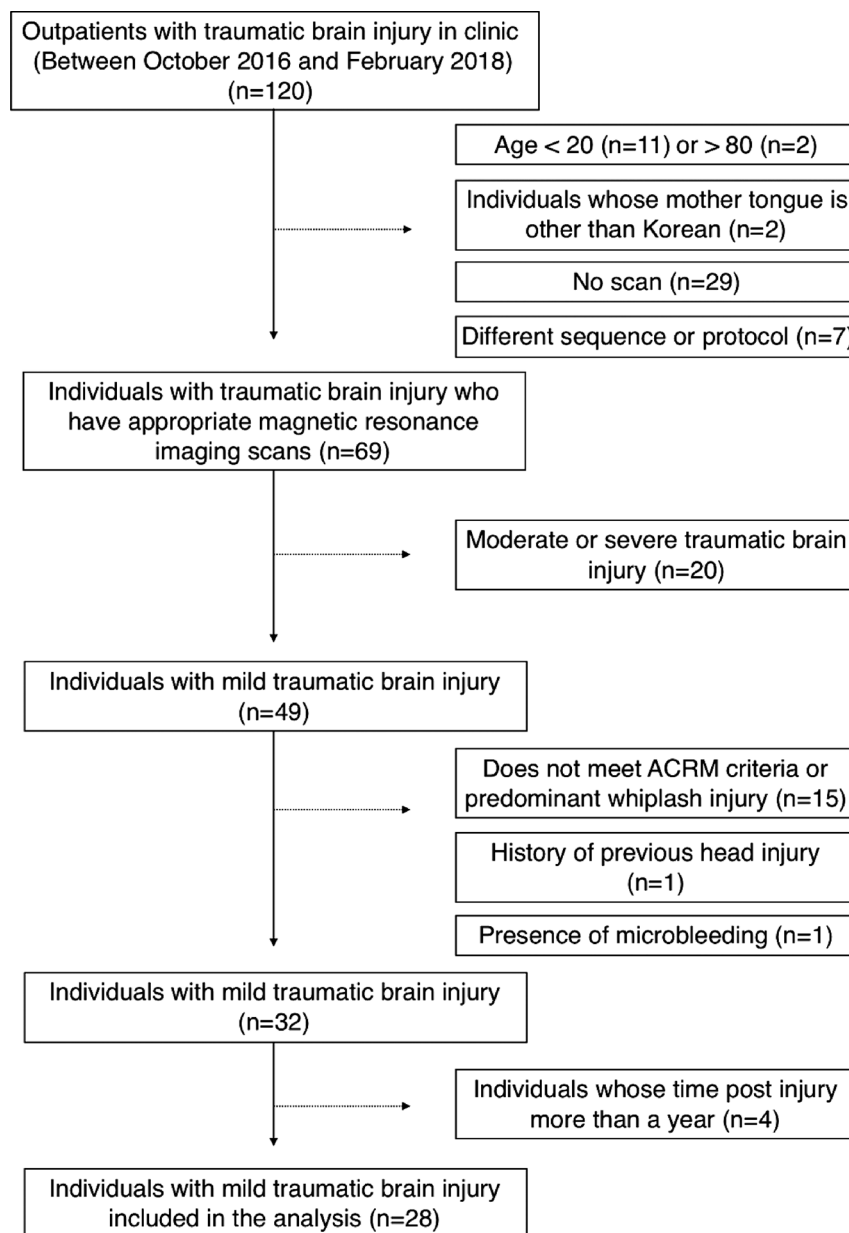 Outpatients with traumatic brain injury in clinic
(Between October 2016 and February 2018)
(n=120)
Age < 20 (n=11) or > 80 (n=2)
Individuals whose mother tongue is
other than Korean (n=2)
No scan (n=29)
Different sequence or protocol (n=7)
Individuals with traumatic brain injury who
have appropriate magnetic resonance
imaging scans (n=69)
Moderate or severe traumatic brain
injury (n=20)
Individuals with mild traumatic brain injury
(n=49)
Does not meet ACRM criteria or
predominant whiplash injury (n=15)
History of previous head injury
(n=1)
Presence of microbleeding (n=1)
Individuals with mild traumatic brain injury
(n=32)
Individuals whose time post injury
more than a year (n=4)
Individuals with mild traumatic brain injury
included in the analysis (n=28)